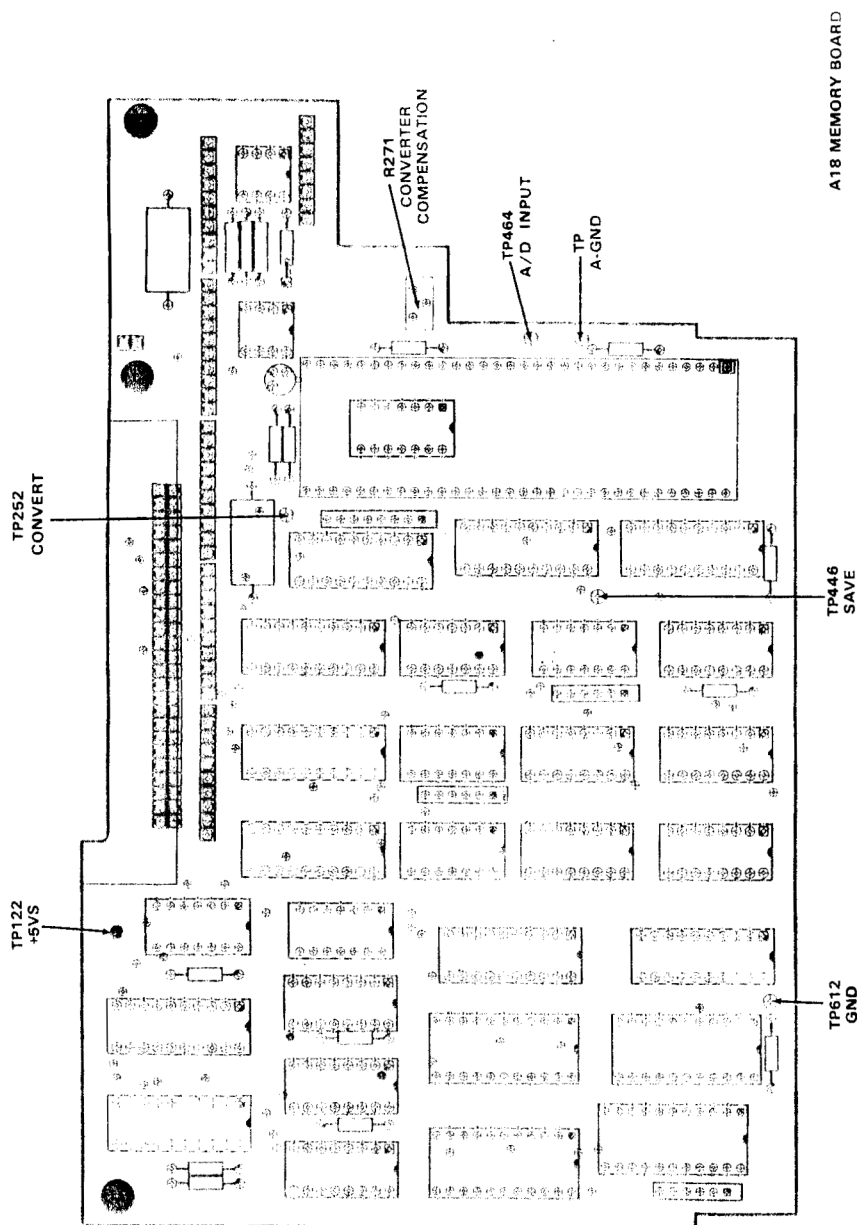 TP122
+5VS
TP252
CONVERT
R271
CONVERTER
COMPENSATION
TP464
A/D INPUT
TP
A-GND
TP446
SAVE
TP612
GND
A18 MEMORY BOARD